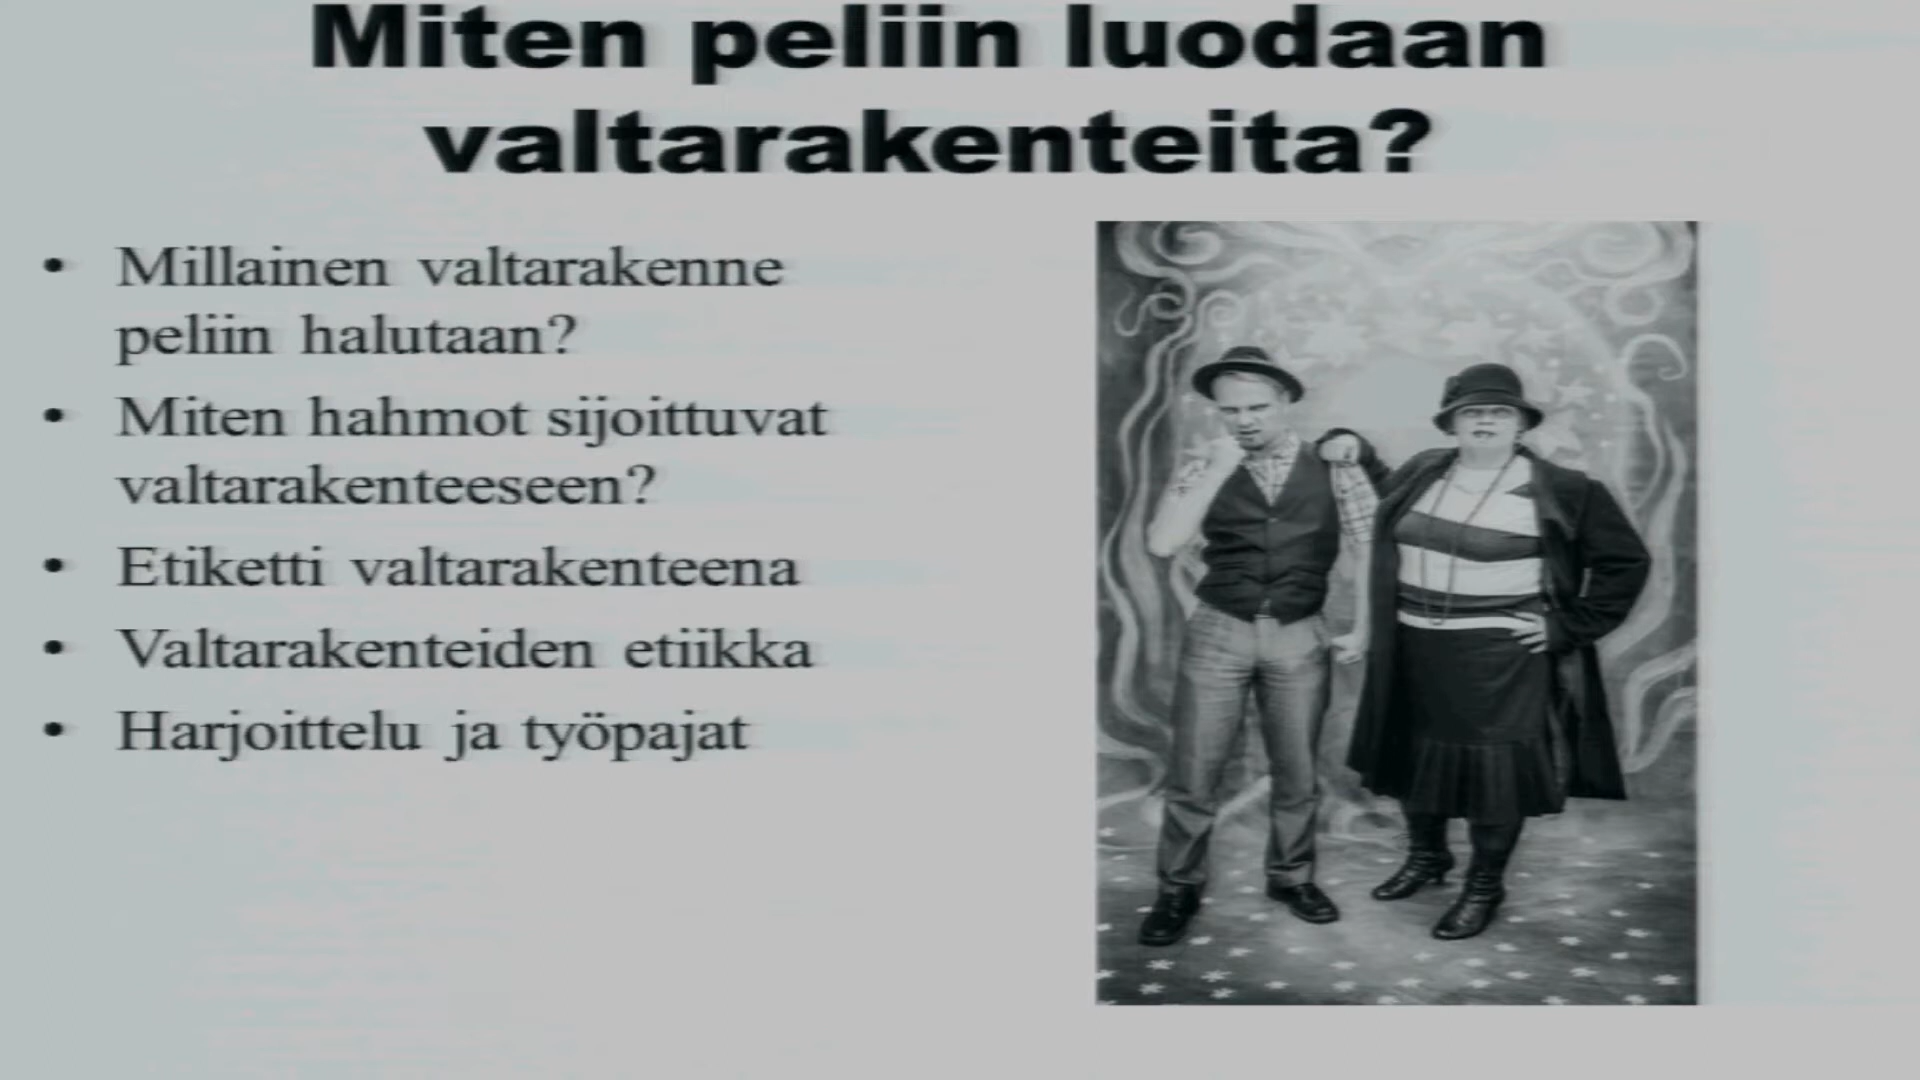 Miten peliin luodaan
valtarakenteita?
• Millainen valtarakenne
peliin halutaan?
• Miten hahmot sijoittuvat
valtarakenteeseen?
• Etiketti valtarakenteena
• Valtarakenteiden etiikka
• Harjoittelu ja työpajat